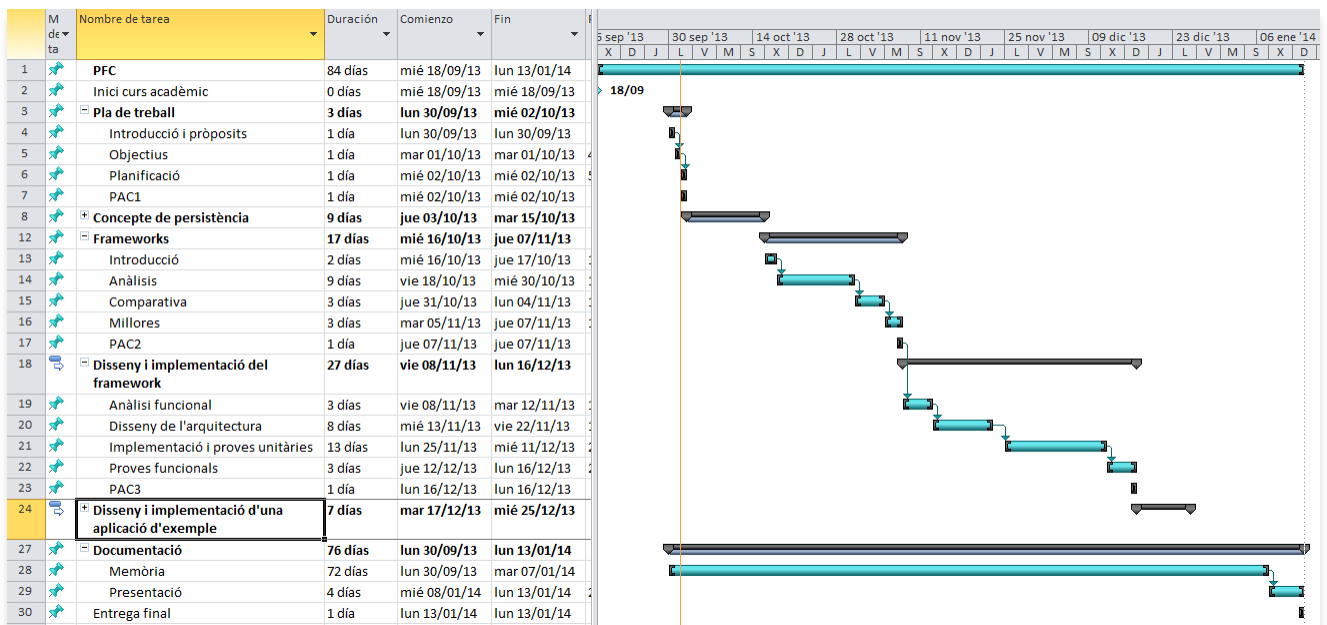 M
de
ta
Nombre de tarea Duración Comienzo Fin
sep '13 30 sep '13 14 oct '13 28 oct '13 11 nov '13 25 nov '13 09 dic '13 23 dic '13 06 ene '14
X D J L V M S X D J L V M S X D J L V M S X D J L V M S X D
1 PFC 84 días mié 18/09/13 lun 13/01/14
2 Inici curs acadèmic 0 días mié 18/09/13 mié 18/09/13 18/09
3 Pla de treball 3 días lun 30/09/13 mié 02/10/13
4 Introducció i pròposits 1 día lun 30/09/13 lun 30/09/13
5 Objectius 1 día mar 01/10/13 mar 01/10/13
6 Planificació 1 día mié 02/10/13 mié 02/10/13
7 PAC1 1 día mié 02/10/13 mié 02/10/13
8 Concepte de persistència 9 días jue 03/10/13 mar 15/10/13
12 Frameworks 17 días mié 16/10/13 jue 07/11/13
13 Introducció 2 días mié 16/10/13 jue 17/10/13
14 Anàlisis 9 días vie 18/10/13 mié 30/10/13
15 Comparativa 3 días jue 31/10/13 lun 04/11/13
16 Millores 3 días mar 05/11/13 jue 07/11/13
17 PAC2 1 día jue 07/11/13 jue 07/11/13
18 Disseny i implementació del 27 días vie 08/11/13 lun 16/12/13
framework
19 Anàlisi funcional 3 días vie 08/11/13 mar 12/11/13
20 Disseny de l'arquitectura 8 días mié 13/11/13 vie 22/11/13
21 Implementació i proves unitàries 13 días lun 25/11/13 mié 11/12/13
22 Proves funcionals 3 días jue 12/12/13 lun 16/12/13
23 PAC3 1 día lun 16/12/13 lun 16/12/13
24 Disseny i implementació d'una 7 días mar 17/12/13 mié 25/12/13
aplicació d'exemple
27 Documentació 76 días lun 30/09/13 lun 13/01/14
28 Memòria 72 días lun 30/09/13 mar 07/01/14
29 Presentació 4 días mié 08/01/14 lun 13/01/14
30 Entrega final 1 día lun 13/01/14 lun 13/01/14